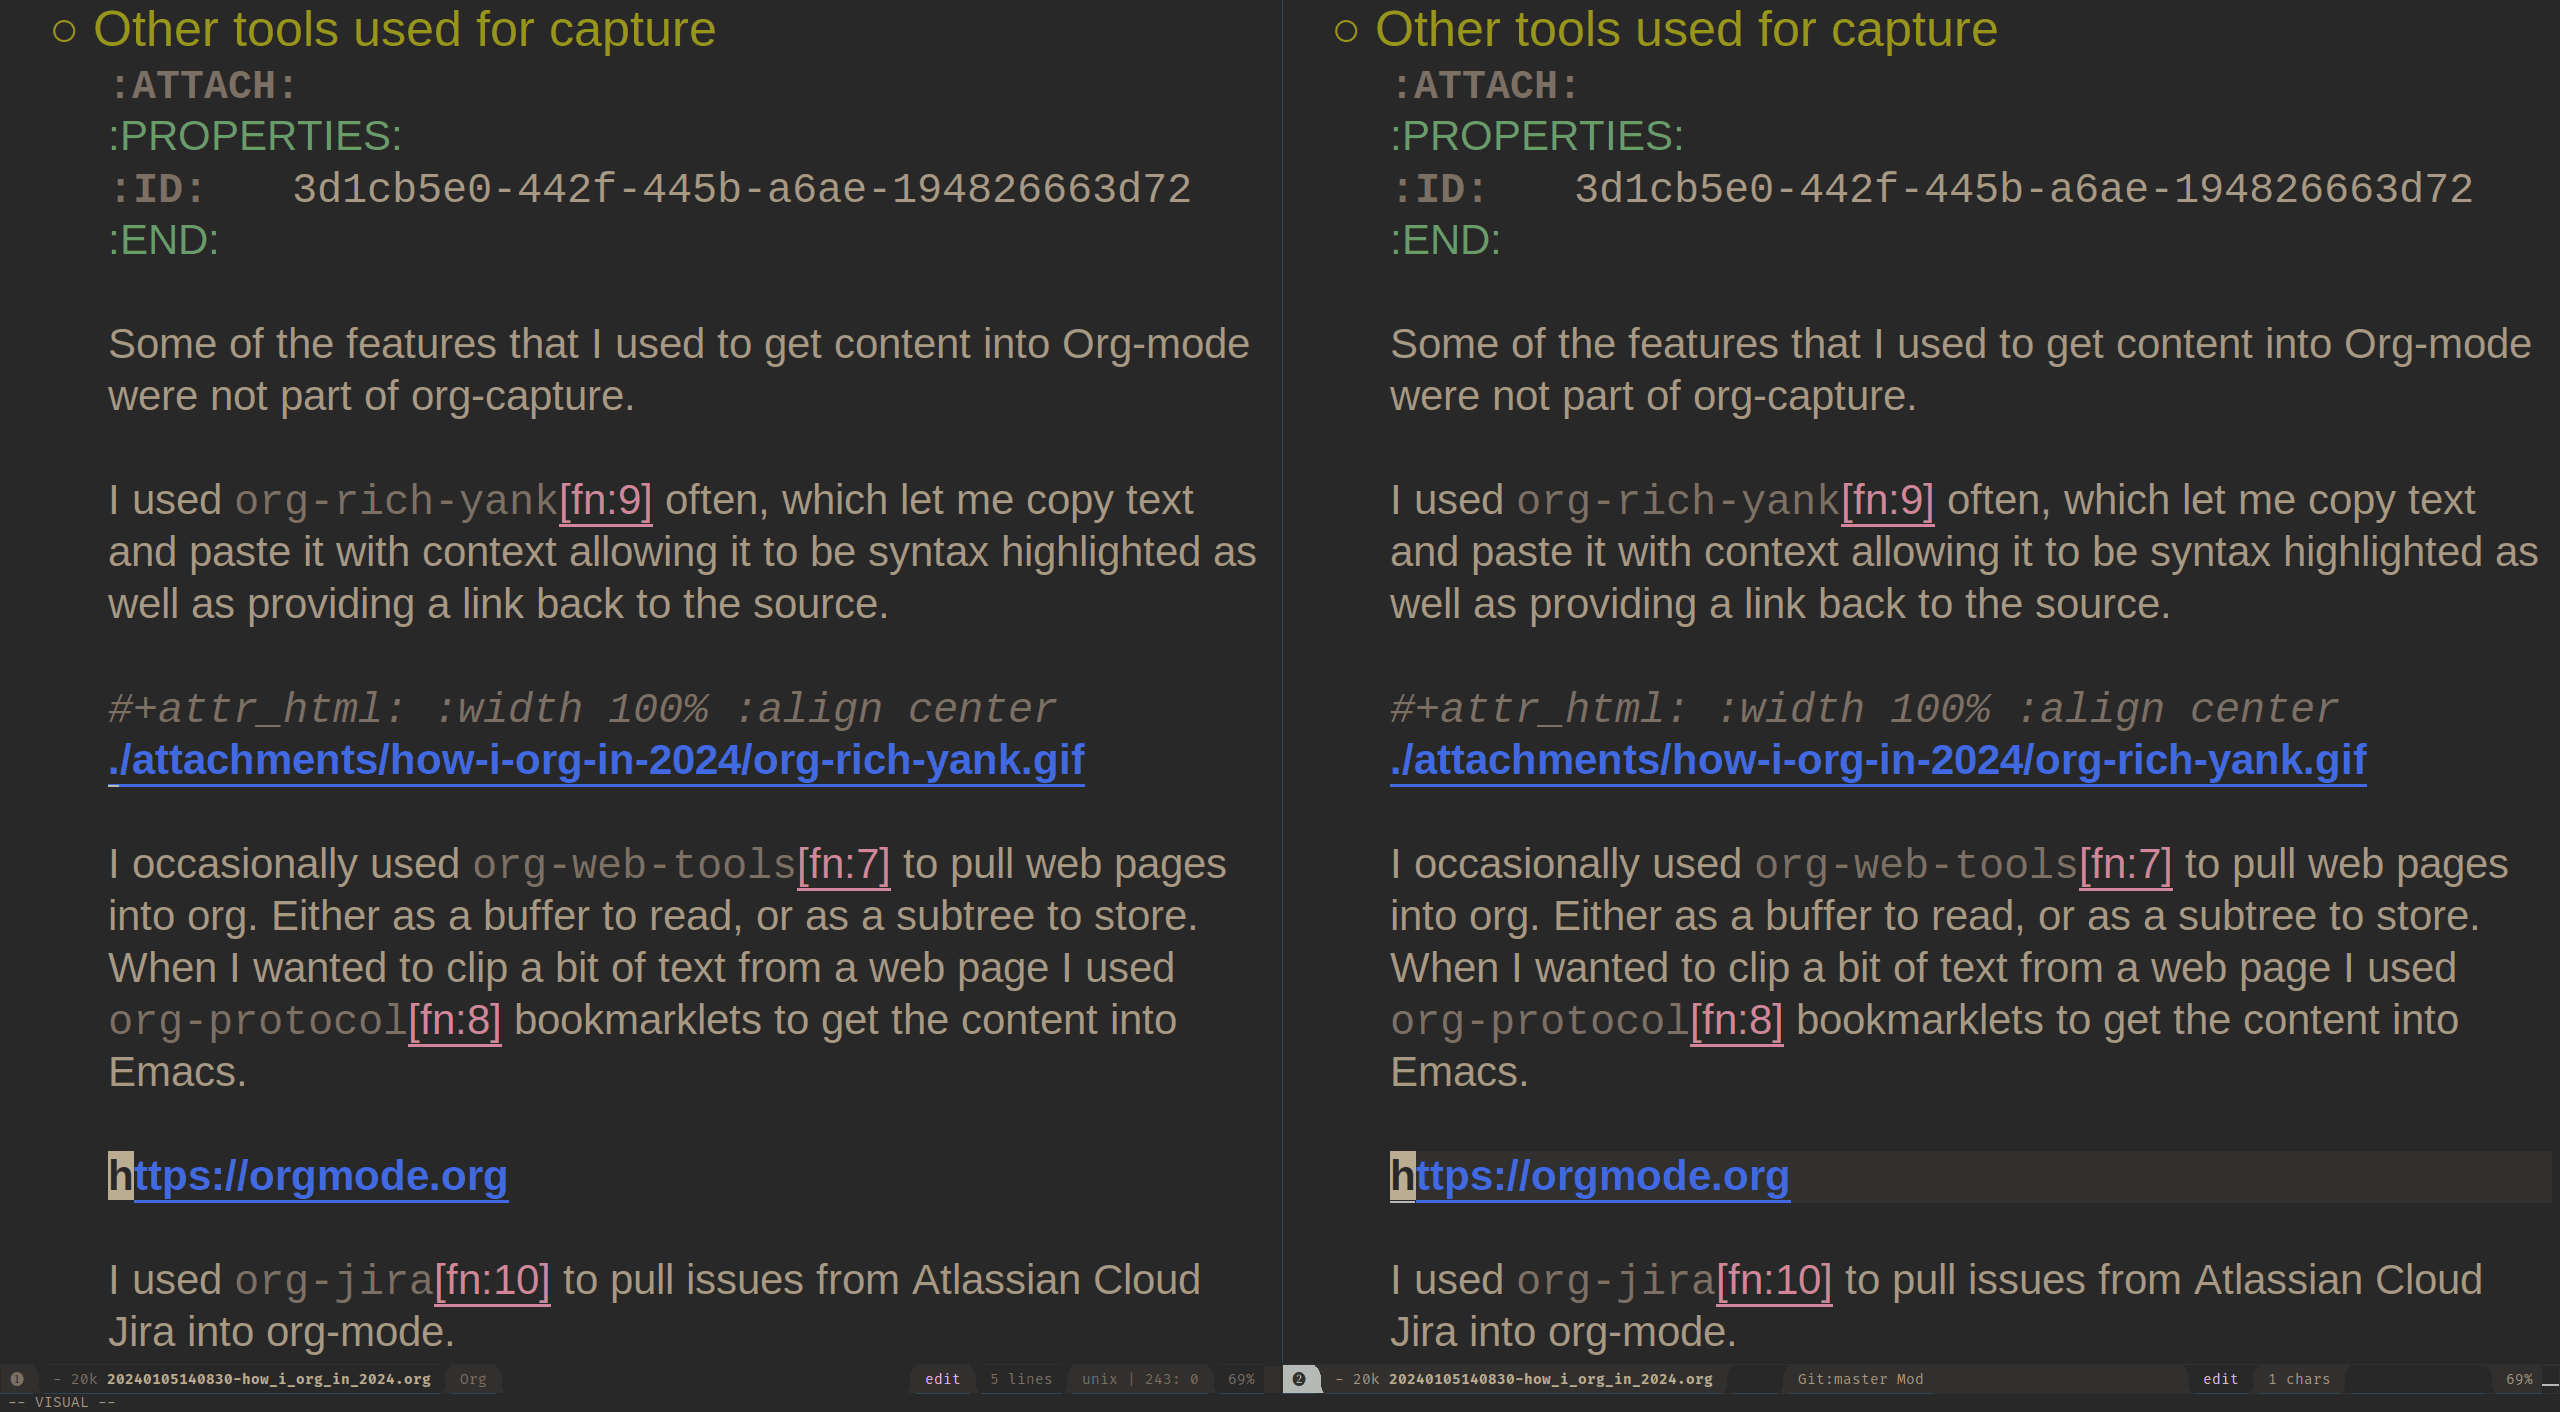 ○ Other tools used for capture
:ATTACH:
:PROPERTIES:
:ID: 3d1cb5e0-442f-445b-a6ae-194826663d72
:END:
Some of the features that I used to get content into Org-mode
were not part of org-capture.
I used org-rich-yank[fn:9] often, which let me copy text
and paste it with context allowing it to be syntax highlighted as
well as providing a link back to the source.
#+attr_html: :width 100% :align center
./attachments/how-i-org-in-2024/org-rich-yank.gif
I occasionally used org-web-tools[fn:7] to pull web pages
into org. Either as a buffer to read, or as a subtree to store.
When I wanted to clip a bit of text from a web page I used
org-protocol[fn:8] bookmarklets to get the content into
Emacs.
https://orgmode.org
I used org-jira[fn:10] to pull issues from Atlassian Cloud
Jira into org-mode.
❶ - 20k 20240105140830-how_i_org_in_2024.org Org edit 5 lines unix | 243: 0 69%
-- VISUAL --
○ Other tools used for capture
:ATTACH:
:PROPERTIES:
:ID: 3d1cb5e0-442f-445b-a6ae-194826663d72
:END:
Some of the features that I used to get content into Org-mode
were not part of org-capture.
I used org-rich-yank[fn:9] often, which let me copy text
and paste it with context allowing it to be syntax highlighted as
well as providing a link back to the source.
#+attr_html: :width 100% :align center
./attachments/how-i-org-in-2024/org-rich-yank.gif
I occasionally used org-web-tools[fn:7] to pull web pages
into org. Either as a buffer to read, or as a subtree to store.
When I wanted to clip a bit of text from a web page I used
org-protocol[fn:8] bookmarklets to get the content into
Emacs.
https://orgmode.org
I used org-jira[fn:10] to pull issues from Atlassian Cloud
Jira into org-mode.
❷ - 20k 20240105140830-how_i_org_in_2024.org Git:master Mod edit 1 chars 69%